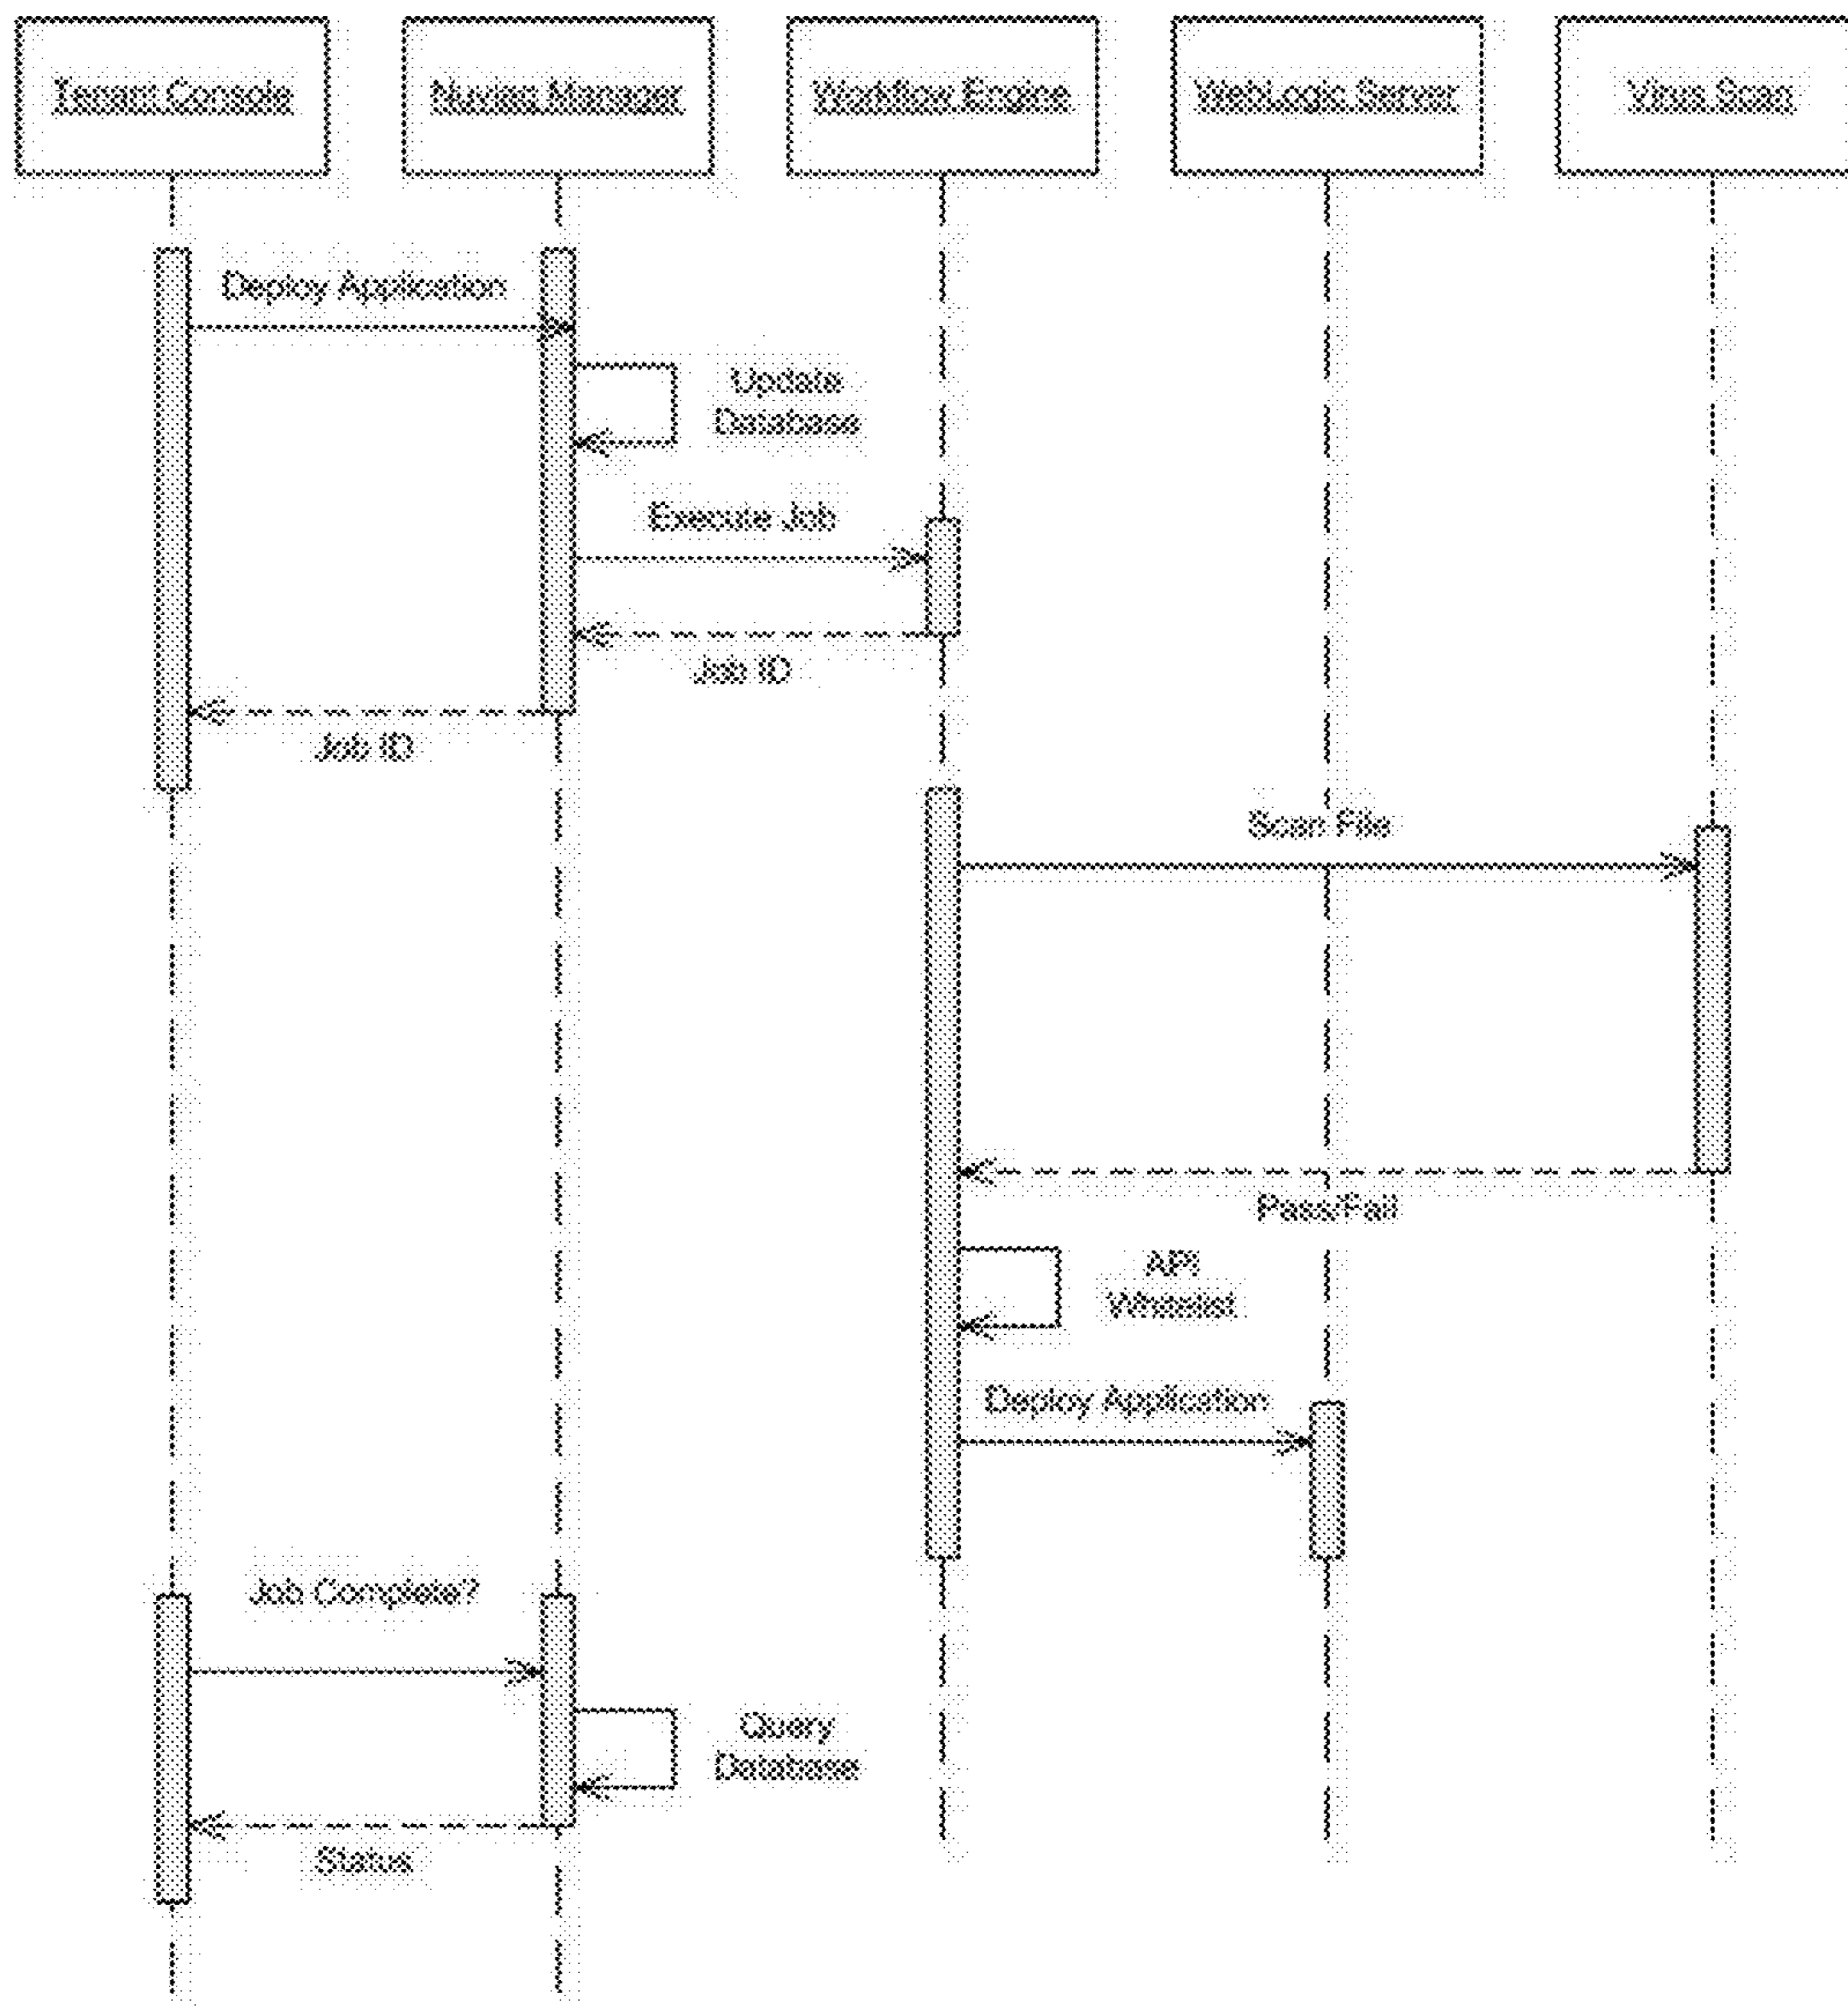 Tenant Console
Nuviaq Manager
Workflow Engine
WebLogic Server
Virus Scan
Deploy Application
Update
Database
Execute Job
Job ID
Job ID
Scan File
Pass/Fail
API
Whitelist
Deploy Application
Job Complete?
Query
Database
Status